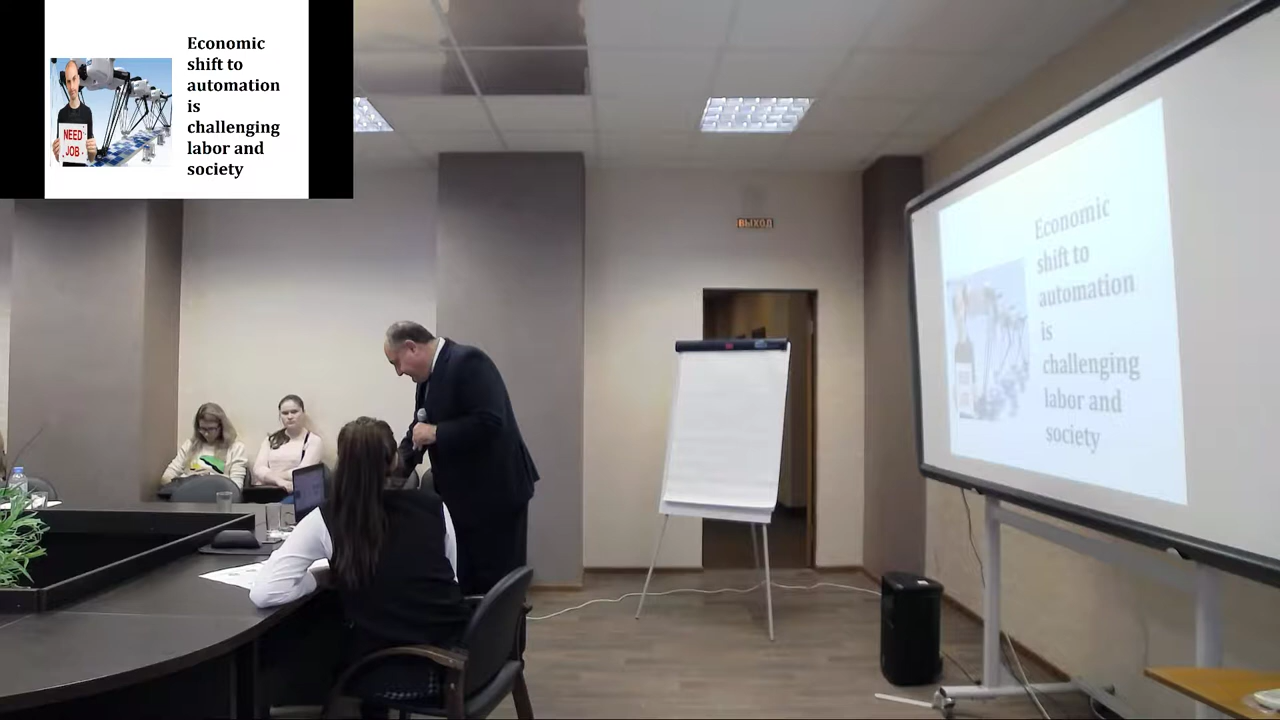 Economic
shift to
automation
is
challenging
labor and
society
NEED
JOB
ВЫХОД
Economic
shift to
automation
is
challenging
labor and
society